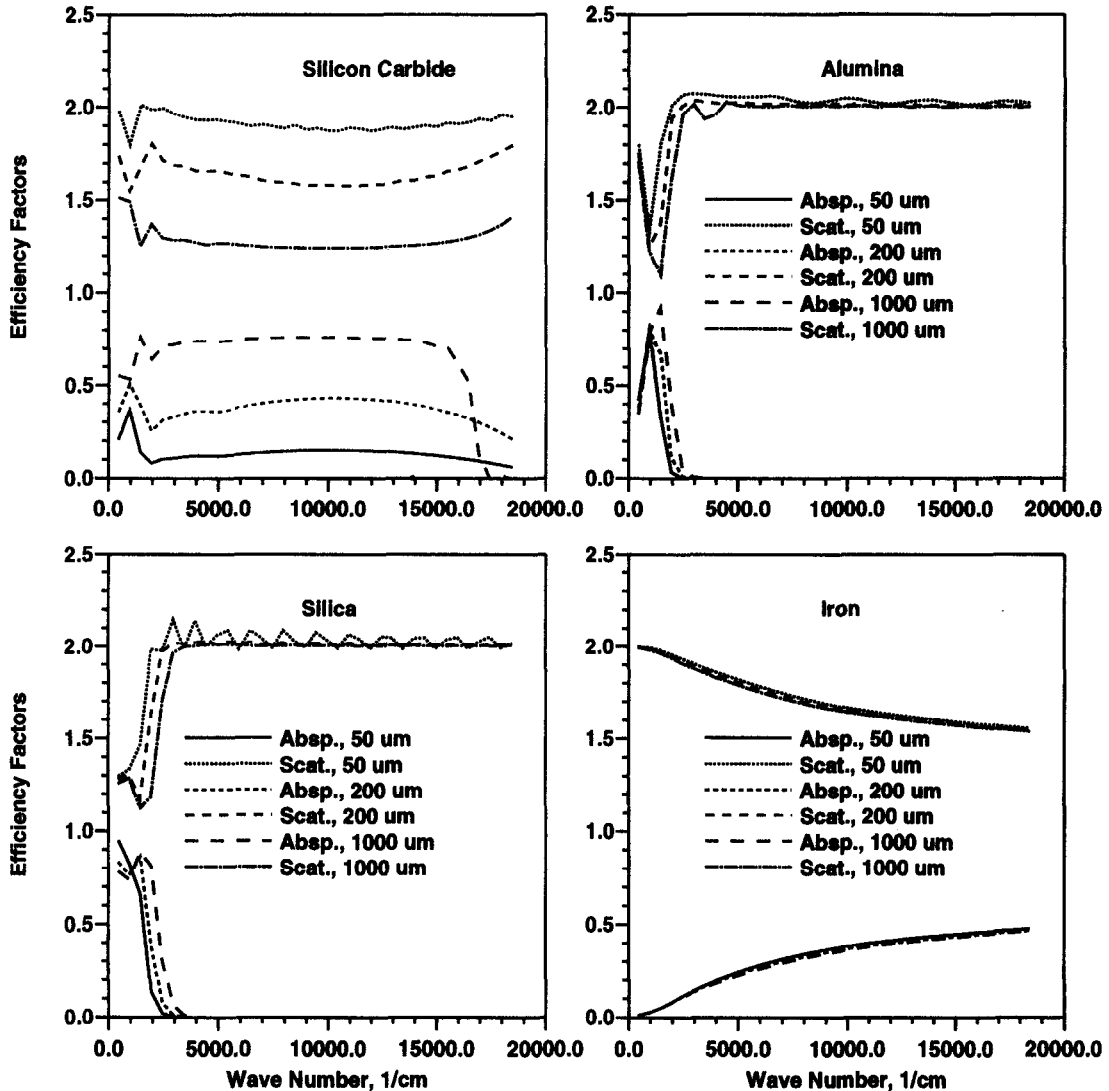 Silicon Carbide
Efficiency Factors
2.5
2.0
1.5
1.0
0.5
0.0
0.0 5000.0 10000.0 15000.0 20000.0
Alumina
2.5
2.0
1.5
1.0
0.5
0.0
Absp., 50 um
Scat., 50 um
Absp., 200 um
Scat., 200 um
Absp., 1000 um
Scat., 1000 um
0.0 5000.0 10000.0 15000.0 20000.0
Silica
Efficiency Factors
2.5
2.0
1.5
1.0
0.5
0.0
Absp., 50 um
Scat., 50 um
Absp., 200 um
Scat., 200 um
Absp., 1000 um
Scat., 1000 um
0.0 5000.0 10000.0 15000.0 20000.0
Wave Number, 1/cm
Iron
2.5
2.0
1.5
1.0
0.5
0.0
Absp., 50 um
Scat., 50 um
Absp., 200 um
Scat., 200 um
Absp., 1000 um
Scat., 1000 um
0.0 5000.0 10000.0 15000.0 20000.0
Wave Number, 1/cm